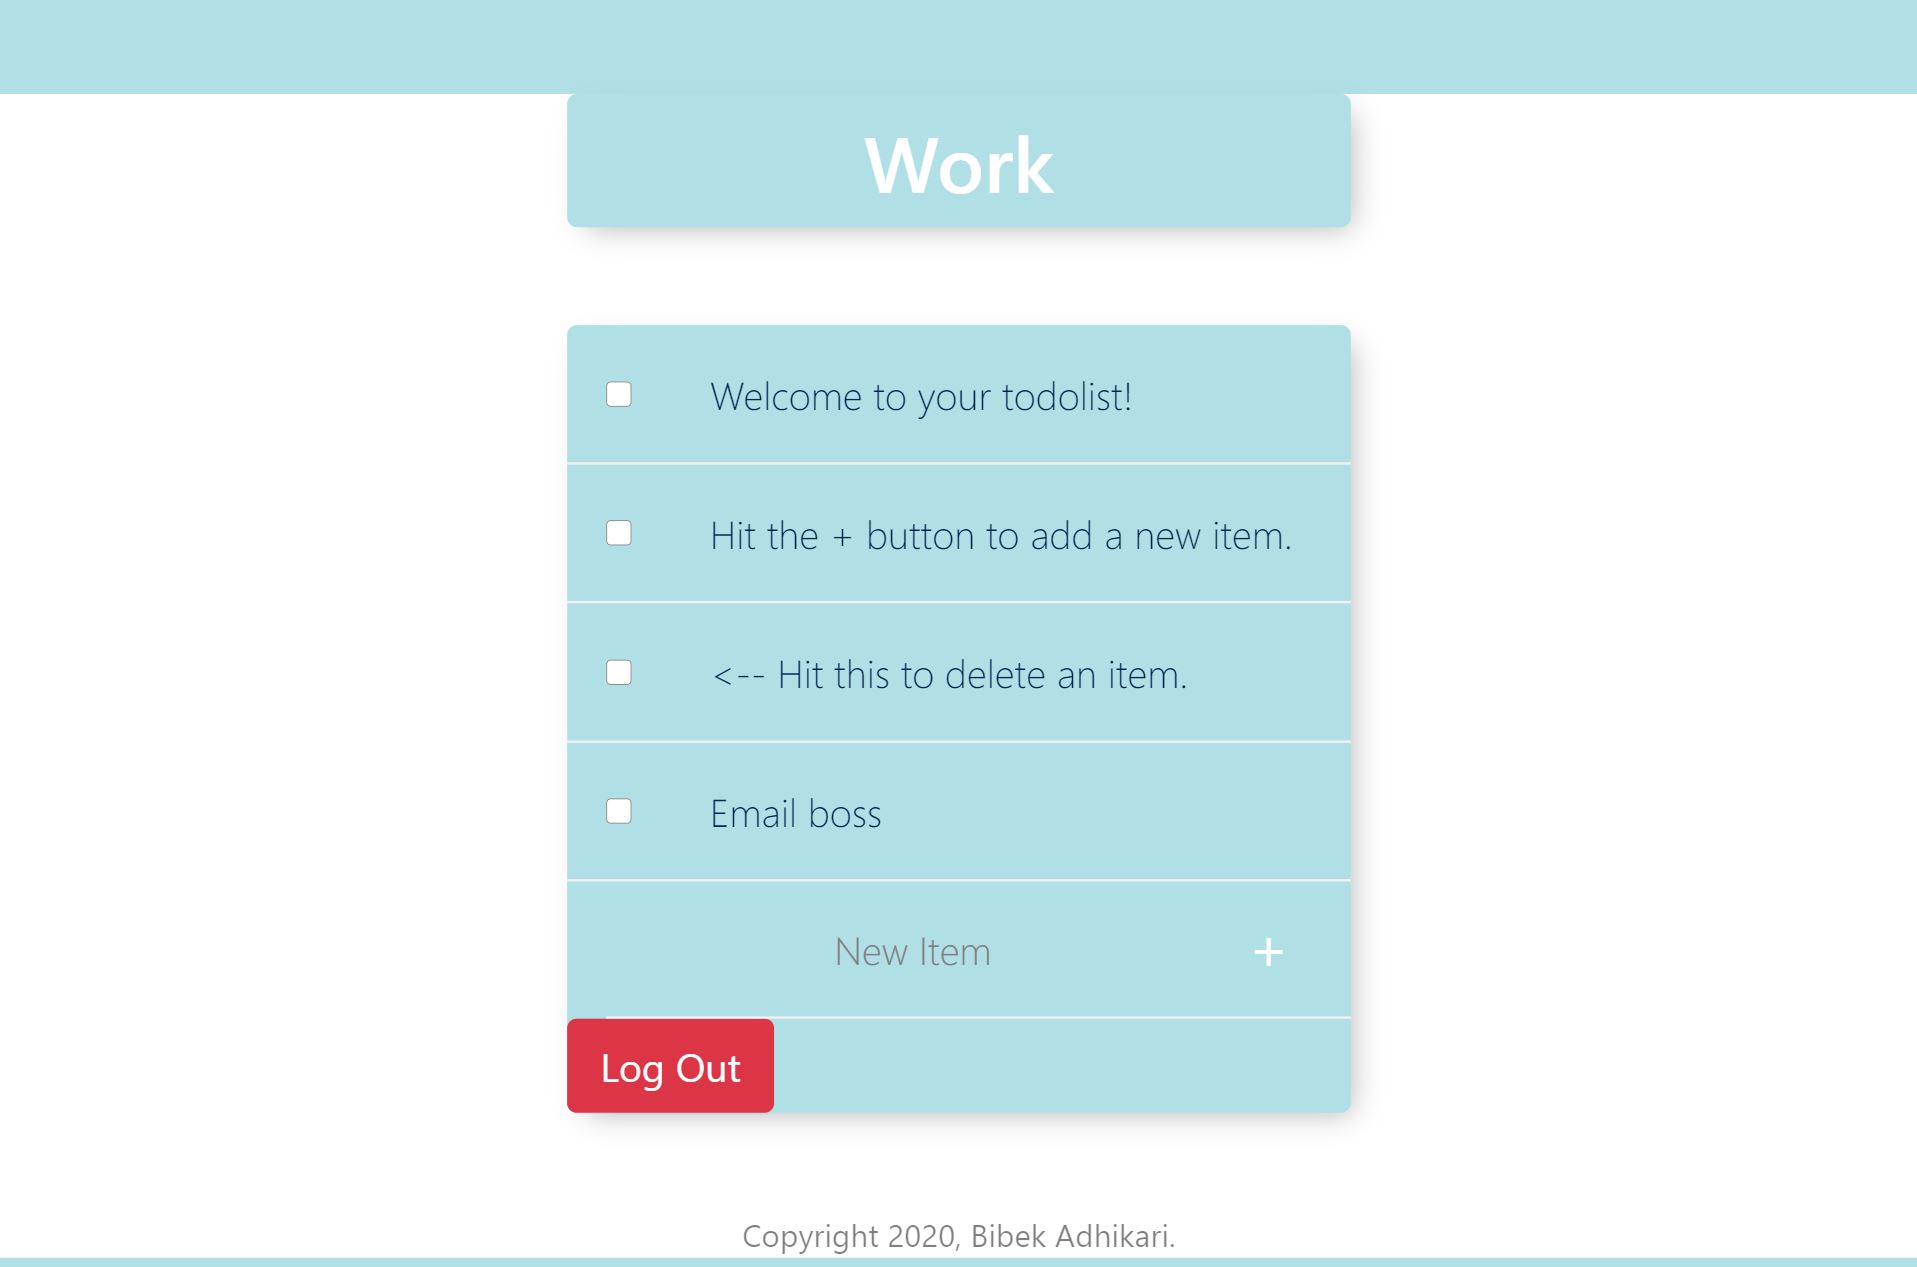 Work
Welcome to your todolist!
Hit the + button to add a new item.
<-- Hit this to delete an item.
Email boss
New Item +
Log Out
Copyright 2020, Bibek Adhikari.